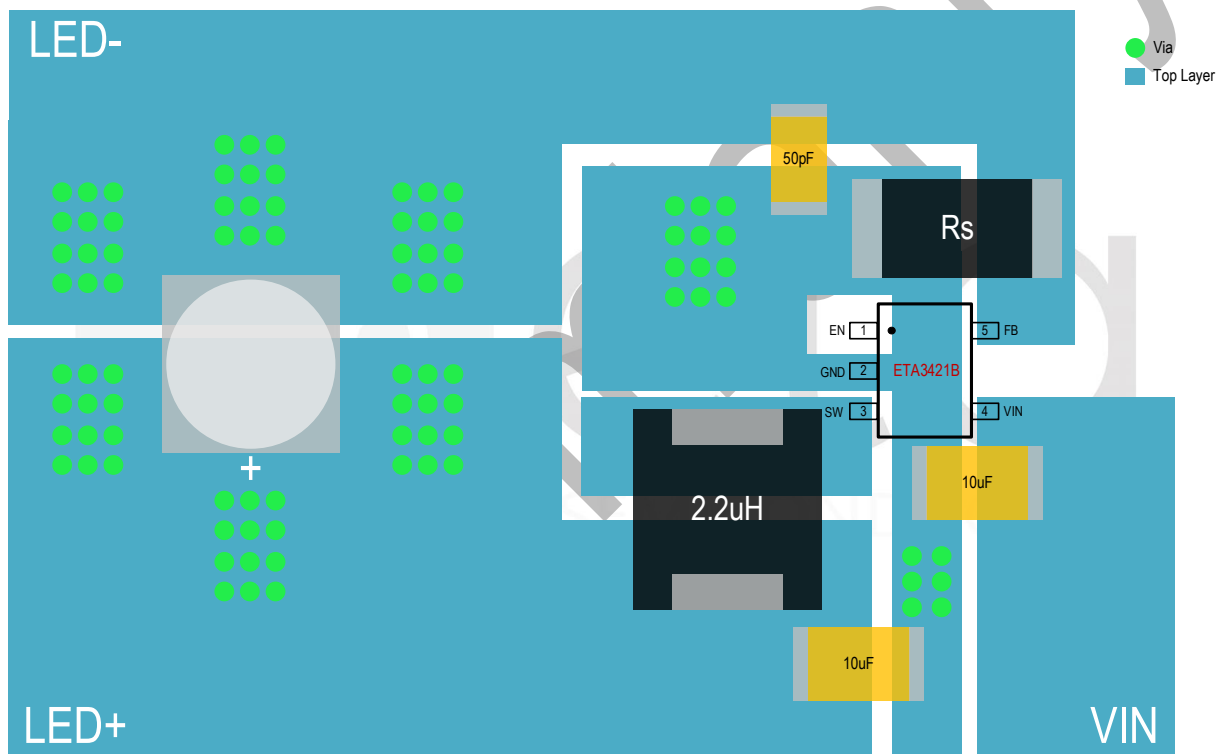 LED-
Via
Top Layer
50pF
Rs
EN 1
5 FB
GND 2
ETA3421B
SW 3
4 VIN
+
10uF
2.2uH
10uF
LED+
VIN